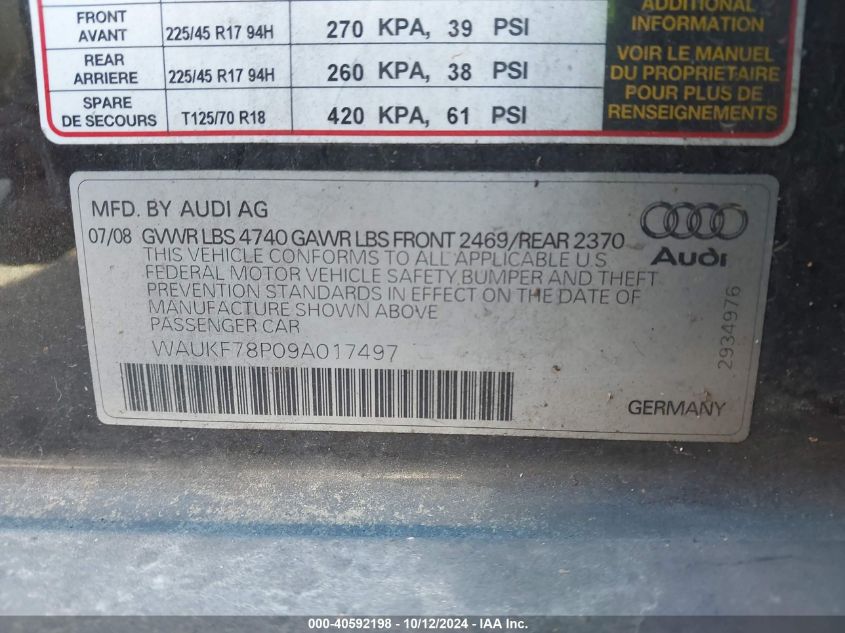 ADDITIONAL
INFORMATION
VOIR LE MANUEL
DU PROPRIETAIRE
POUR PLUS DE
RENSEIGNEMENTS
FRONT
AVANT
225/45 R17 94H
270 KPA, 39 PSI
REAR
ARRIERE
225/45 R17 94H
260 KPA, 38 PSI
SPARE
DE SECOURS
T125/70 R18
420 KPA, 61 PSI
MFD. BY AUDI AG
07/08 GVWR LBS 4740 GAWR LBS FRONT 2469/REAR 2370
THIS VEHICLE CONFORMS TO ALL APPLICABLE U.S.
FEDERAL MOTOR VEHICLE SAFETY, BUMPER AND THEFT
PREVENTION STANDARDS IN EFFECT ON THE DATE OF
MANUFACTURE SHOWN ABOVE
PASSENGER CAR
WAUKF78P09A017497
Audi
2934976
GERMANY
000-40592198 - 10/12/2024 - IAAI.com